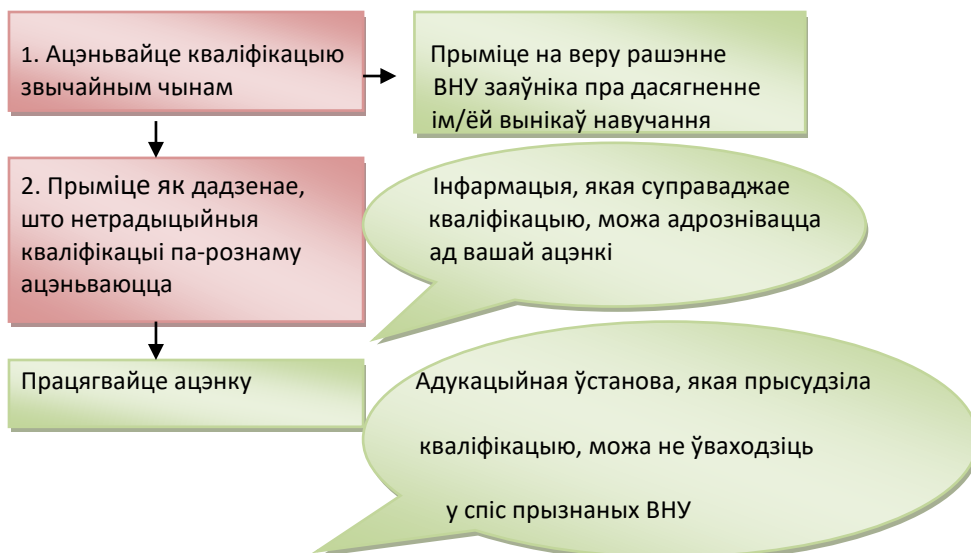 1. Ацэньвайце кваліфікацыю
звычайным чынам
Прыміце на веру рашэнне
ВНУ заяўніка пра дасягненне
ім/ёй вынікаў навучання
2. Прыміце як дадзенае,
што нетрадыцыйныя
кваліфікацыі па-рознаму
ацэньваюцца
Інфармацыя, якая суправаджае
кваліфікацыю, можа адрознівацца
ад вашай ацэнкі
Працягвайце ацэнку
Адукацыйная ўстанова, якая прысудзіла
кваліфікацыю, можа не ўваходзіць
у спіс прызнаных ВНУ